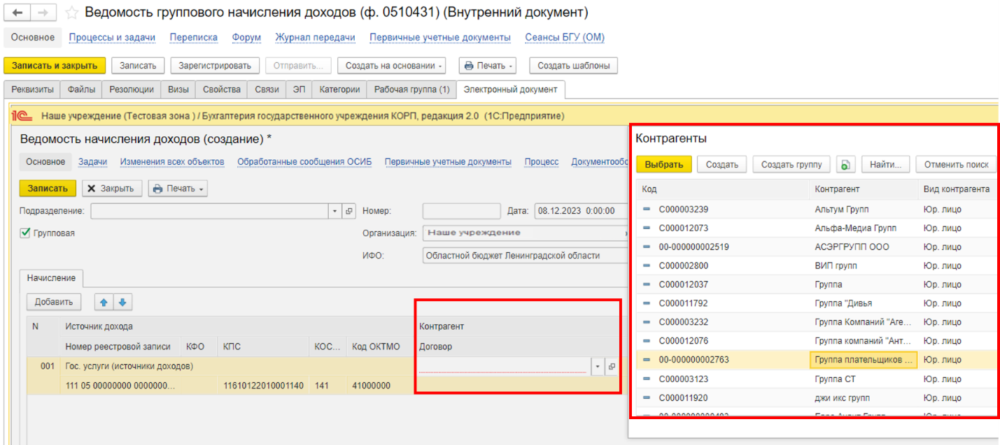 Ведомость группового начисления доходов (ф. 0510431) (Внутренний документ)
Основное Процессы и задачи Переписка Форум Журнал передачи Первичные учетные документы Сеансы БГУ (ОМ)
Записать и закрыть Записать Зарегистрировать Отправить... Создать на основании Печать Создать шаблоны
Реквизиты Файлы Резолюции Визы Свойства Связи ЭП Категории Рабочая группа (1) Электронный документ
1С Наше учреждение (Тестовая зона ) / Бухгалтерия государственного учреждения КОРП, редакция 2.0 (1С:Предприятие)
Ведомость начисления доходов (создание) *
Основное Задачи Изменения всех объектов Обработанные сообщения ОСИБ Первичные учетные документы Процесс Документообо
Записать Закрыть Печать
Подразделение: Номер: Дата: 08.12.2023 0:00:00
Групповая Организация: Наше учреждение
ИФО: Областной бюджет Ленинградской области
Начисление
Добавить
N Источник дохода Контрагент
Номер реестровой записи КФО КПС КОС... Код ОКТМО Договор
001 Гос. услуги (источники доходов)
111 05 00000000 0000000... 11610122010001140 141 41000000
Контрагенты
Выбрать Создать Создать группу Найти... Отменить поиск
Код Контрагент Вид контрагента
С000003239 Альтум Групп Юр. лицо
С000012073 Альфа-Медиа Групп Юр. лицо
00-000000002519 АСЭРГРУПП ООО Юр. лицо
С000002800 ВИП групп Юр. лицо
С000012037 Группа Юр. лицо
С000011792 Группа "Дивья Юр. лицо
С000003232 Группа Компаний "Аге... Юр. лицо
С000012076 Группа компаний "Ант... Юр. лицо
00-000000002763 Группа плательщиков ... Юр. лицо
С000003123 Группа СТ Юр. лицо
С000011920 джи икс групп Юр. лицо